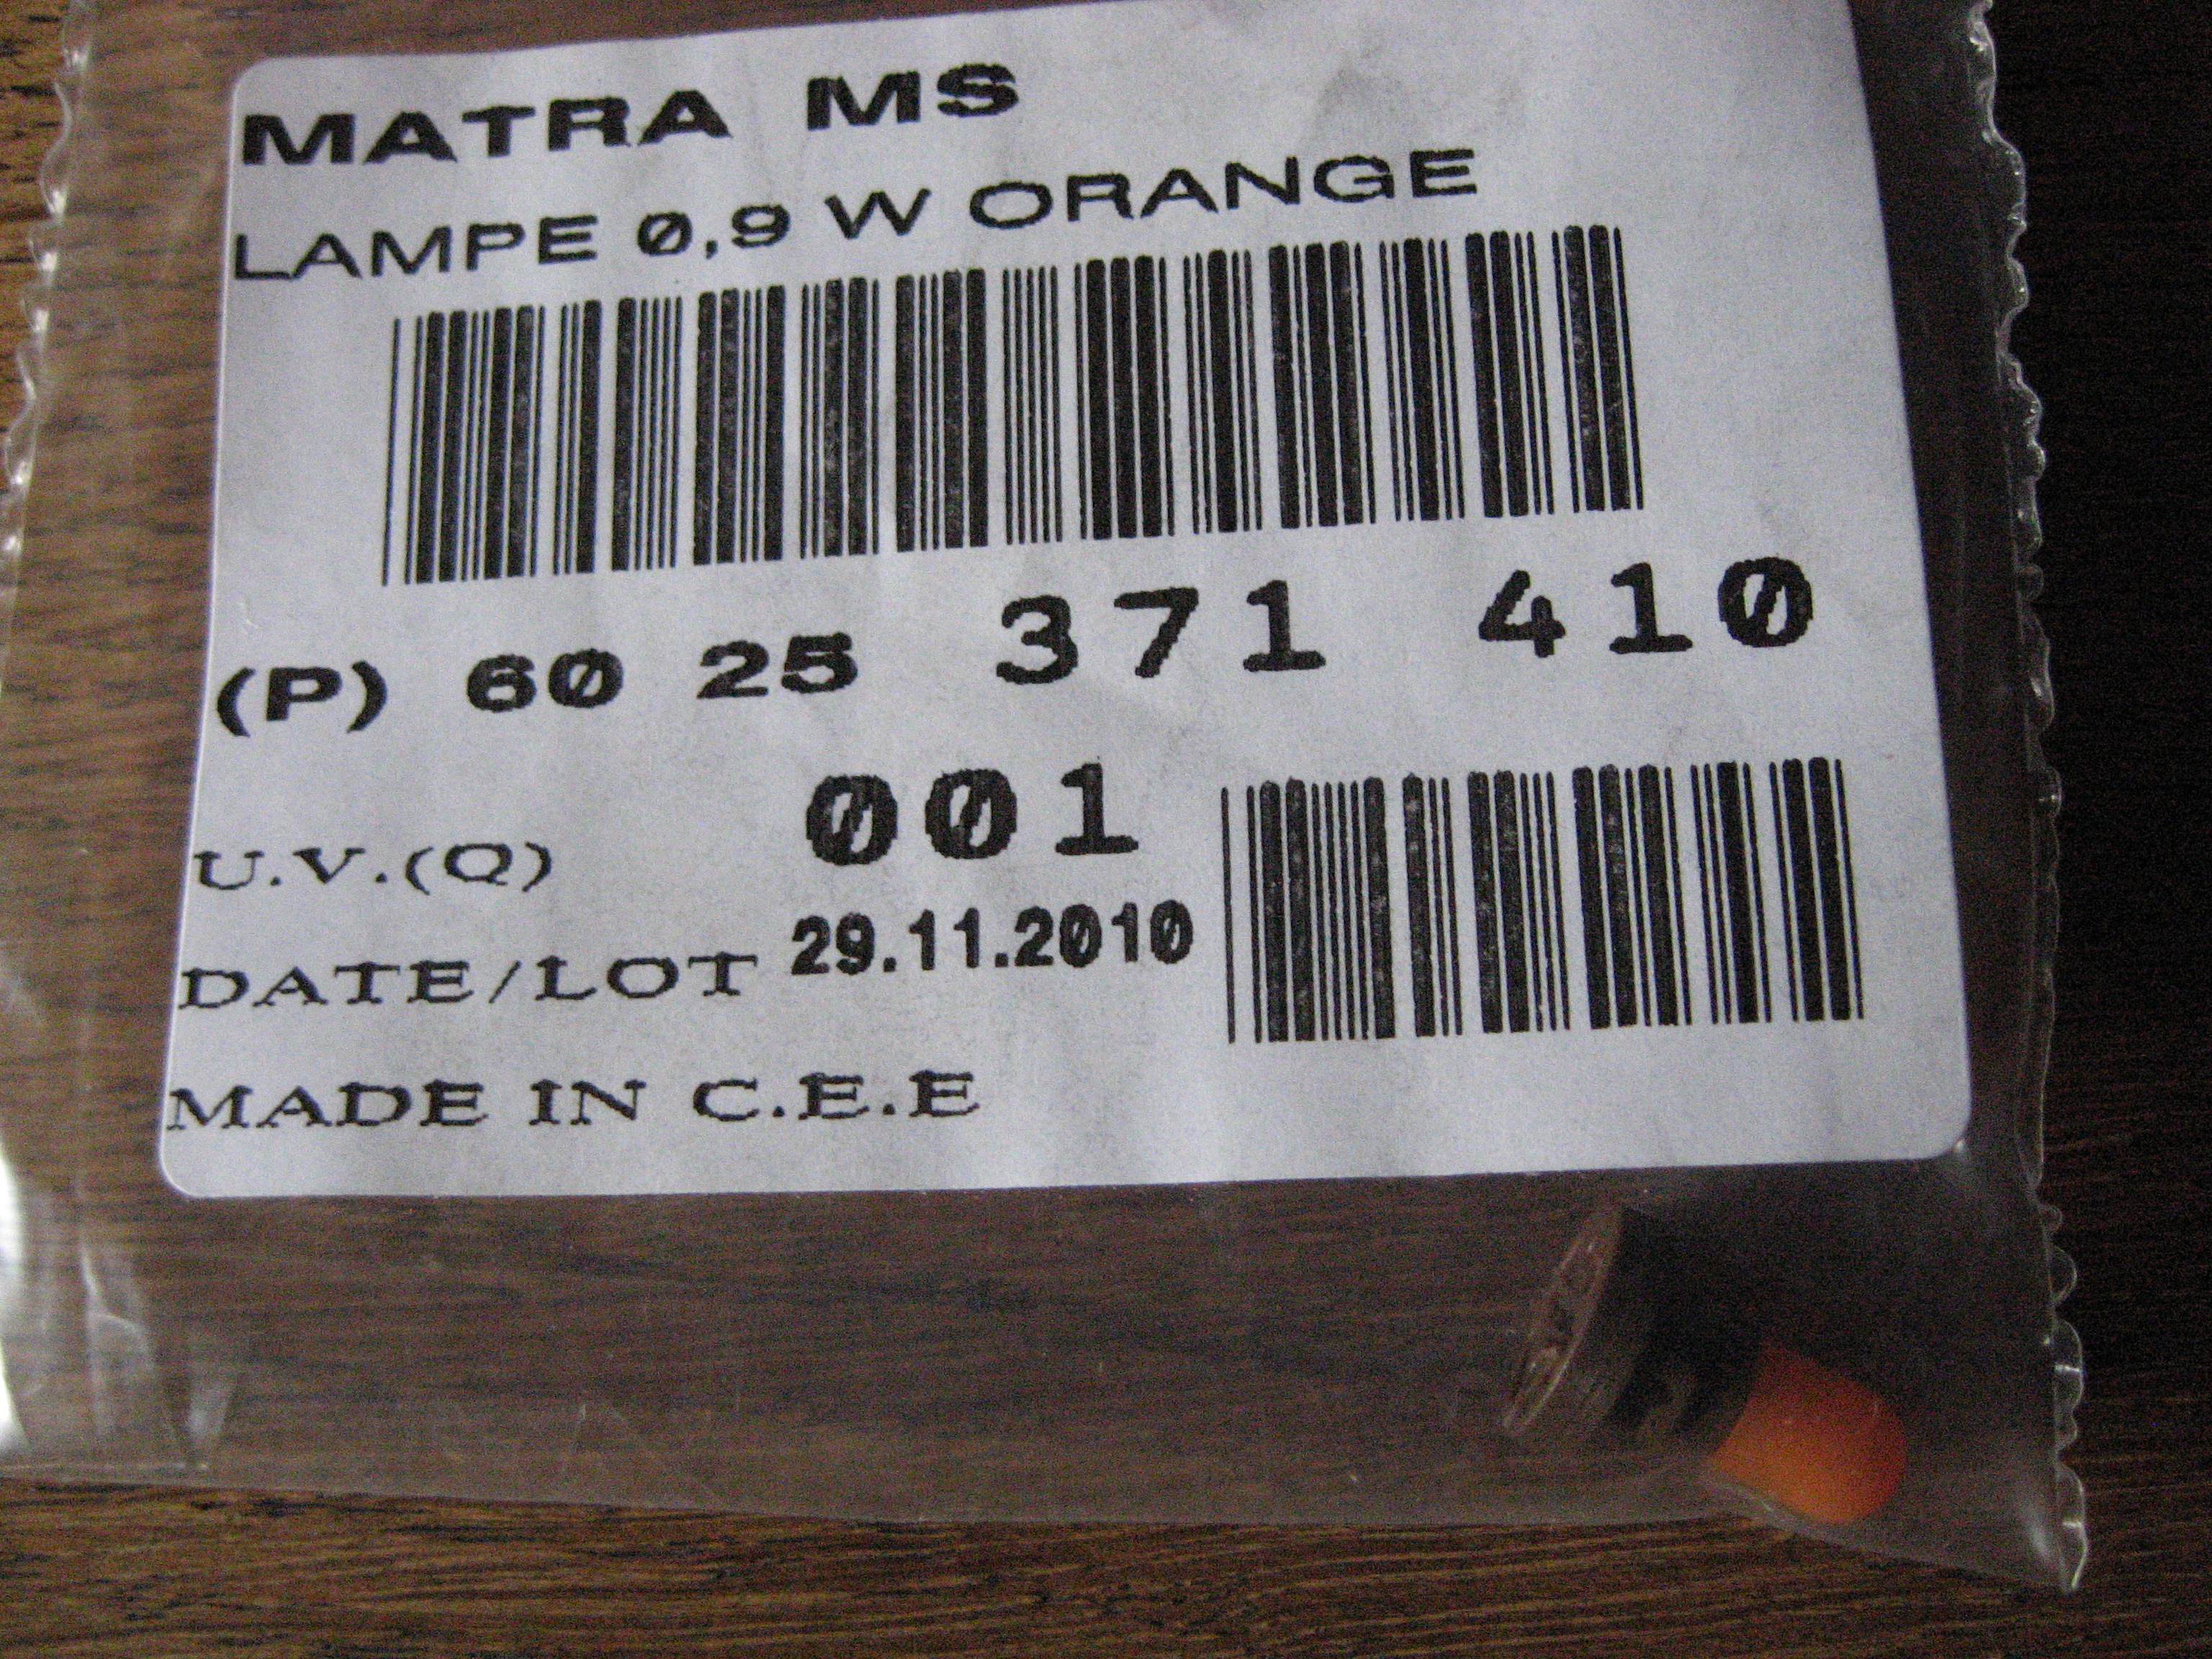 MATRA MS
LAMPE 0,9 W ORANGE
(P) 60 25 371 410
U.V.(Q) 001
DATE/LOT 29.11.2010
MADE IN C.E.E